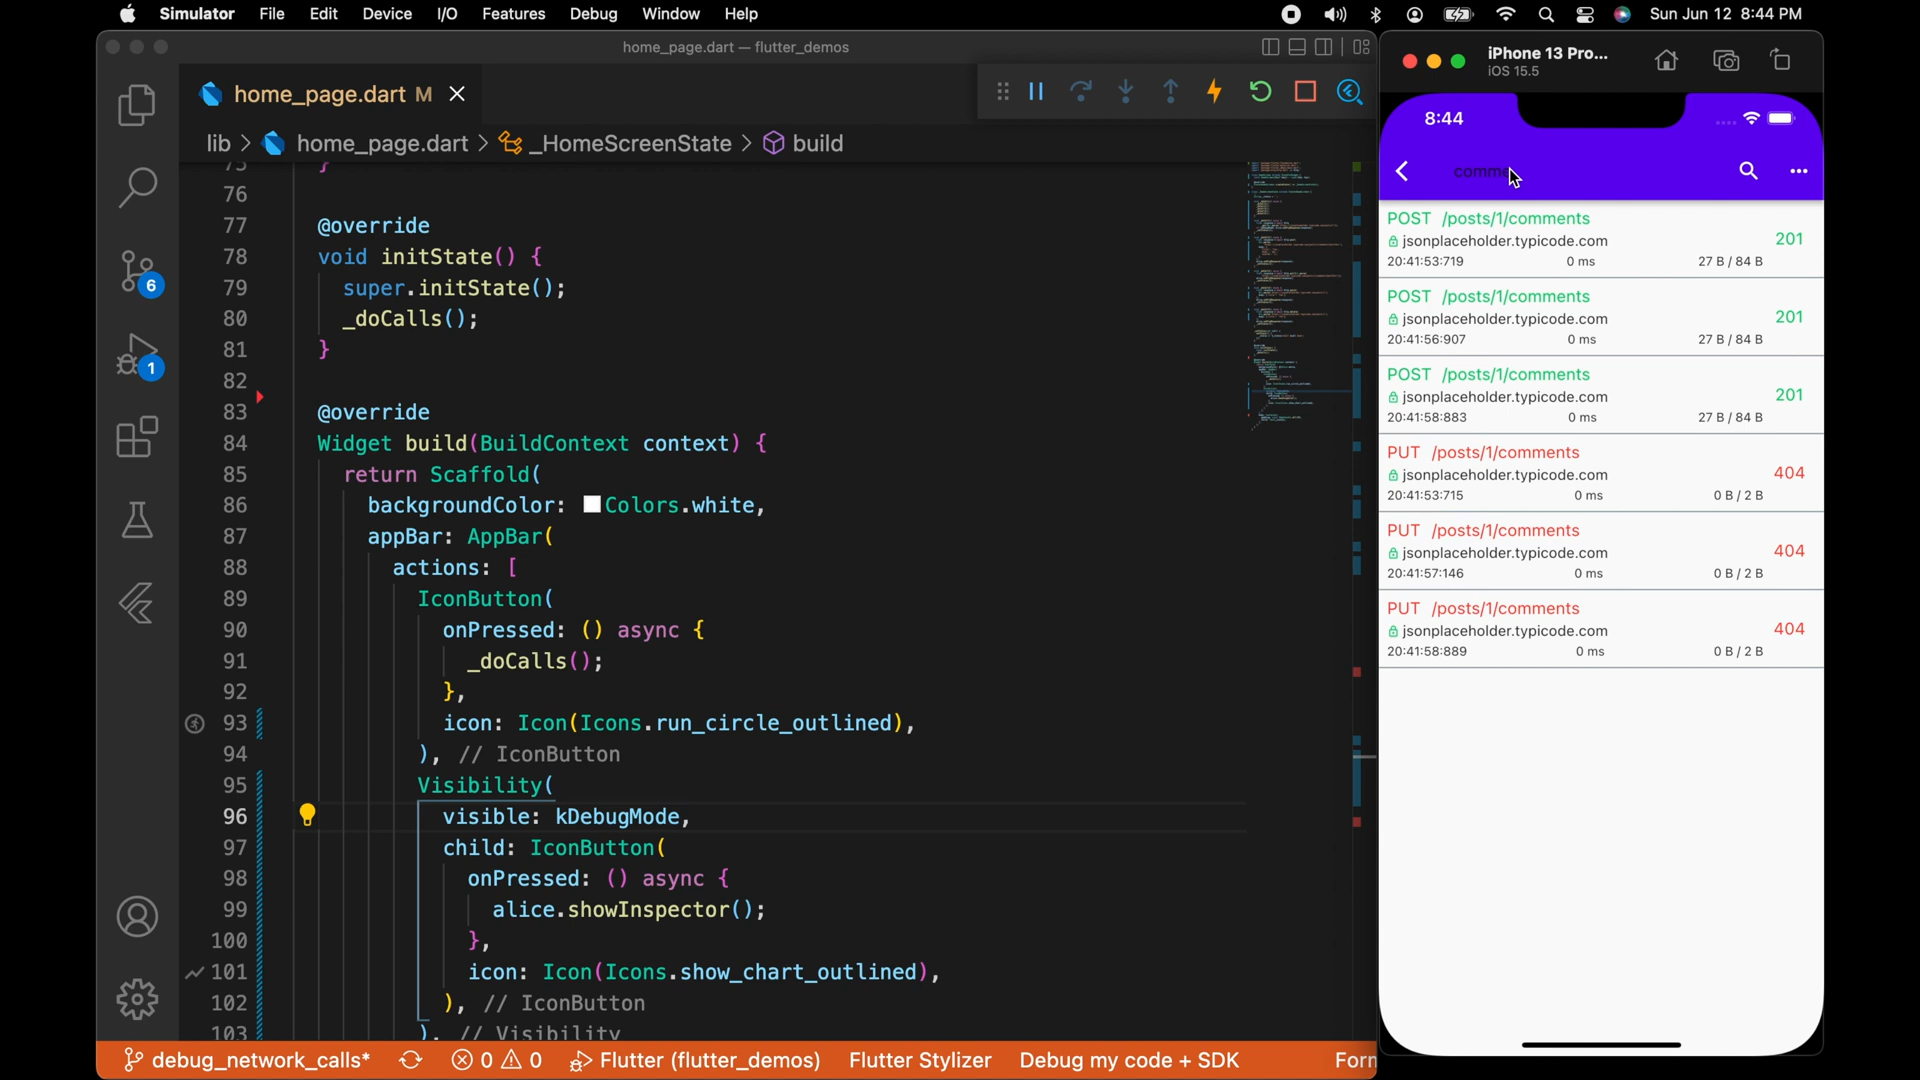 Simulator File Edit Device I/O Features Debug Window Help Sun Jun 12 8:44 PM
home_page.dart — flutter_demos
home_page.dart M
lib > home_page.dart > _HomeScreenState > build
75 }
76
77 @override
78 void initState() {
79 super.initState();
80 _doCalls();
81 }
82
83 @override
84 Widget build(BuildContext context) {
85 return Scaffold(
86 backgroundColor: Colors.white,
87 appBar: AppBar(
88 actions: [
89 IconButton(
90 onPressed: () async {
91 _doCalls();
92 },
93 icon: Icon(Icons.run_circle_outlined),
94 ), // IconButton
95 Visibility(
96 visible: kDebugMode,
97 child: IconButton(
98 onPressed: () async {
99 alice.showInspector();
100 },
101 icon: Icon(Icons.show_chart_outlined),
102 ), // IconButton
103 ), // Visibility
6
1
debug_network_calls* 0 0 Flutter (flutter_demos) Flutter Stylizer Debug my code + SDK
iPhone 13 Pro...
iOS 15.5
8:44
comme
POST /posts/1/comments
jsonplaceholder.typicode.com 201
20:41:53:719 0 ms 27 B / 84 B
POST /posts/1/comments
jsonplaceholder.typicode.com 201
20:41:56:907 0 ms 27 B / 84 B
POST /posts/1/comments
jsonplaceholder.typicode.com 201
20:41:58:883 0 ms 27 B / 84 B
PUT /posts/1/comments
jsonplaceholder.typicode.com 404
20:41:53:715 0 ms 0 B / 2 B
PUT /posts/1/comments
jsonplaceholder.typicode.com 404
20:41:57:146 0 ms 0 B / 2 B
PUT /posts/1/comments
jsonplaceholder.typicode.com 404
20:41:58:889 0 ms 0 B / 2 B